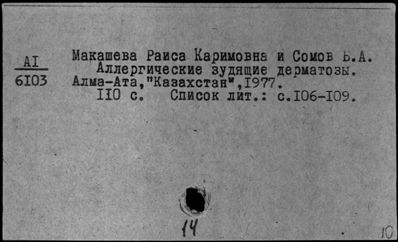 АI
6103
Макашева Раиса Каримовна и Сомов Б.А.
Аллергические зудящие дерматозы.
Алма-Ата,"Казахстан",1977.
110 с. Список лит.: с.106-109.
14
10